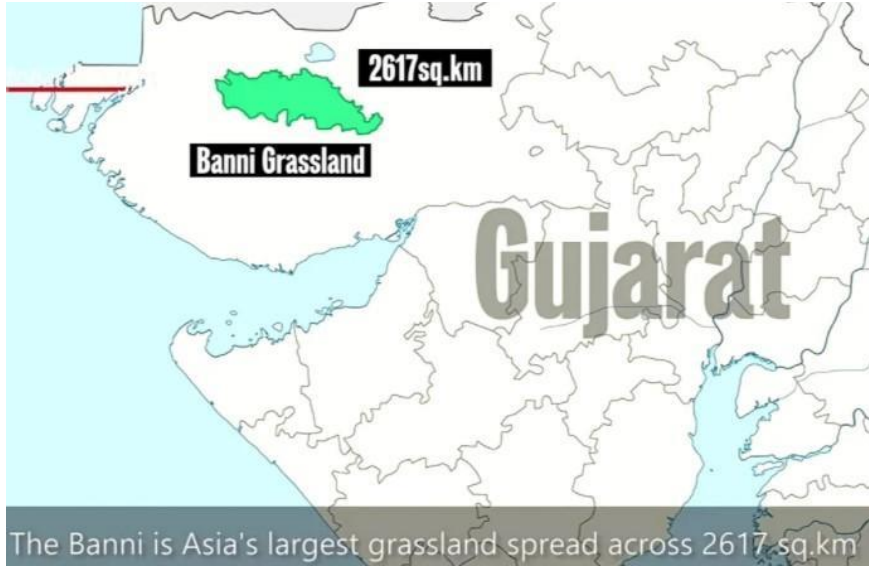 2617sq.km
Banni Grassland
Gujarat
The Banni is Asia's largest grassland spread across 2617 sq.km